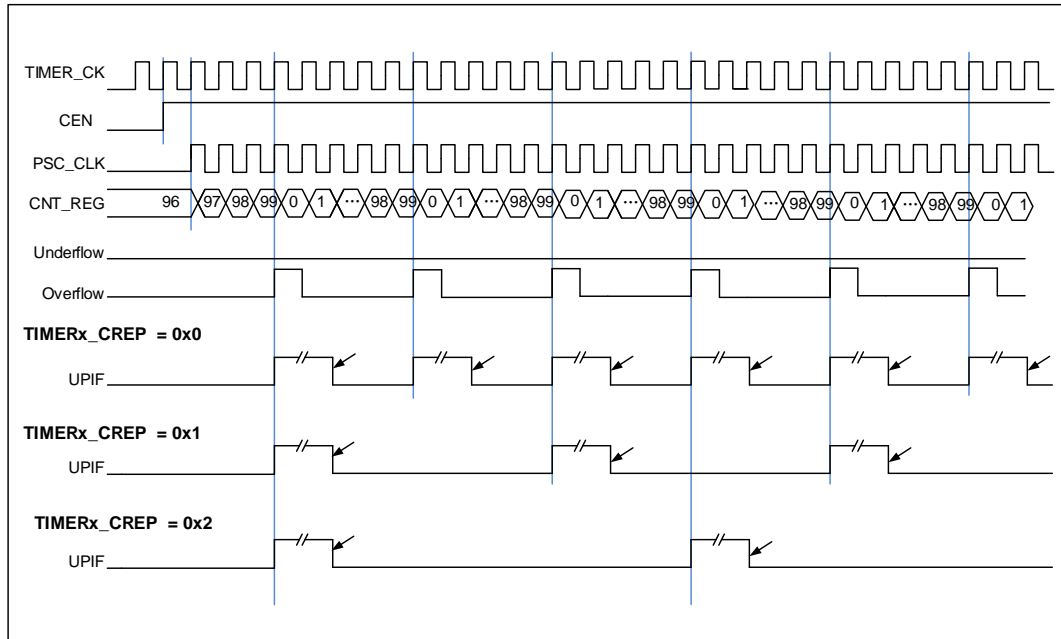 TIMER_CK
CEN
PSC_CLK
CNT_REG 96 97 98 99 0 1 ... 98 99 0 1 ... 98 99 0 1 ... 98 99 0 1 ... 98 99 0 1 ... 98 99 0 1
Underflow
Overflow
TIMERx_CREP = 0x0
UPIF
TIMERx_CREP = 0x1
UPIF
TIMERx_CREP = 0x2
UPIF